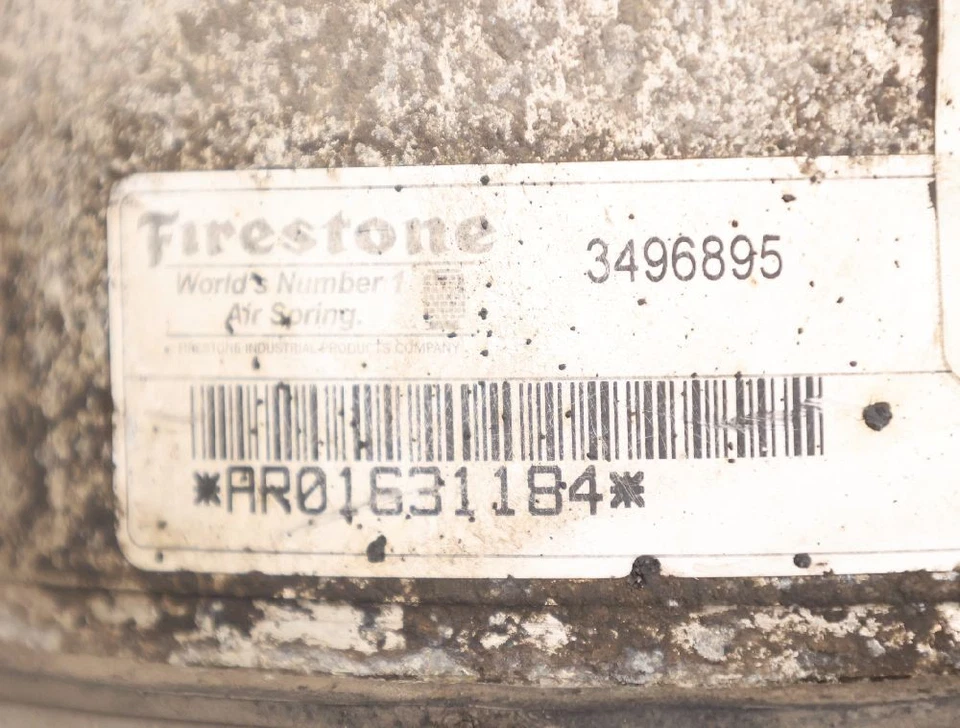 Firestone
World's Number 1
Air Spring.
FIRESTONE INDUSTRIAL PRODUCTS COMPANY
3496895
*AR01631184*